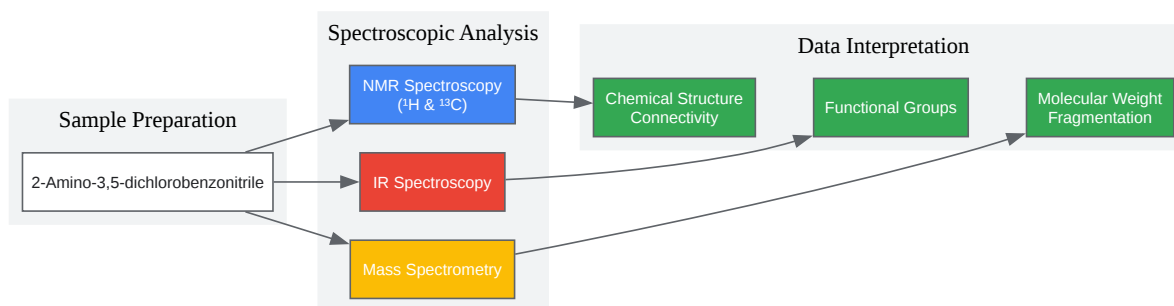 Sample Preparation
2-Amino-3,5-dichlorobenzonitrile
Spectroscopic Analysis
NMR Spectroscopy
(¹H & ¹³C)
IR Spectroscopy
Mass Spectrometry
Data Interpretation
Chemical Structure
Connectivity
Functional Groups
Molecular Weight
Fragmentation